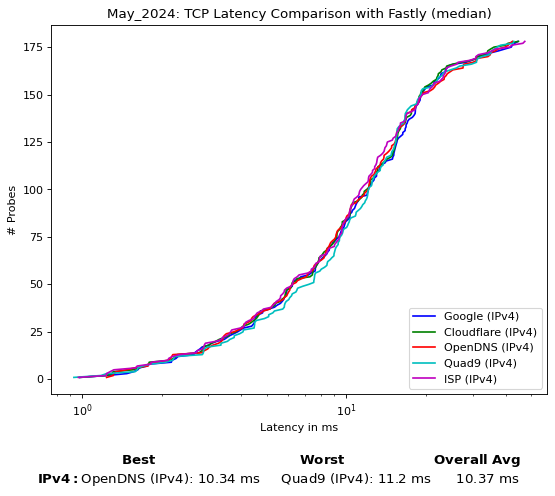 May_2024: TCP Latency Comparison with Fastly (median)
175
150
125
100
75
50
25
0
# Probes
Google (IPv4)
Cloudflare (IPv4)
OpenDNS (IPv4)
Quad9 (IPv4)
ISP (IPv4)
10⁰ 10¹
Latency in ms
Best Worst Overall Avg
IPv4: OpenDNS (IPv4): 10.34 ms Quad9 (IPv4): 11.2 ms 10.37 ms